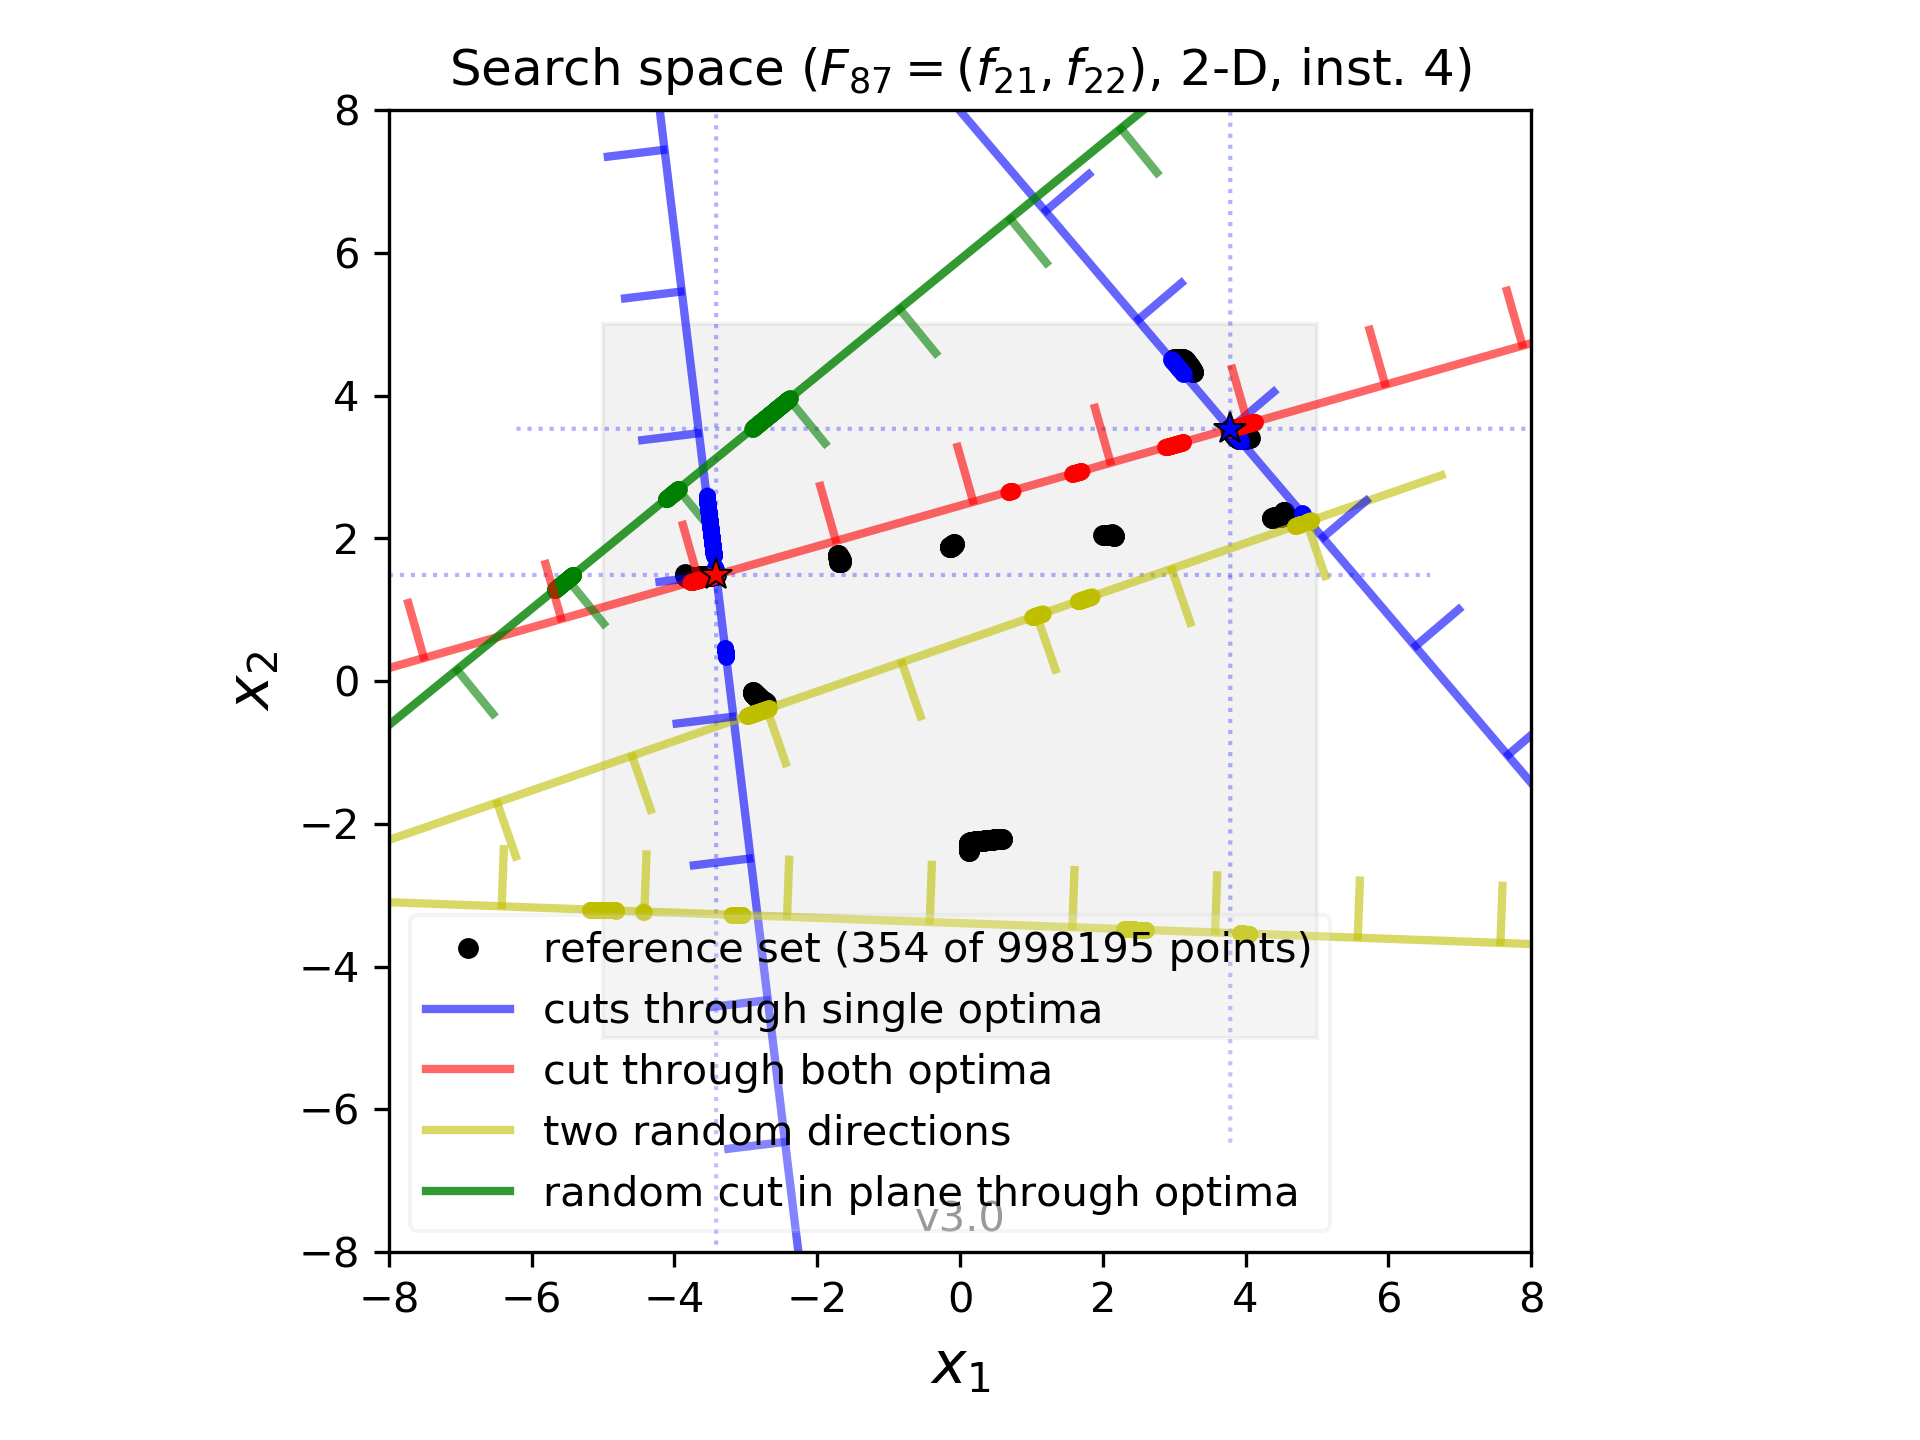 Search space (F₈₇ = (f₂₁, f₂₂), 2-D, inst. 4)
8
6
4
2
0
−2
−4
−6
−8
x₂
reference set (354 of 998195 points)
cuts through single optima
cut through both optima
two random directions
random cut in plane through optima
v3.0
−8 −6 −4 −2 0 2 4 6 8
x₁